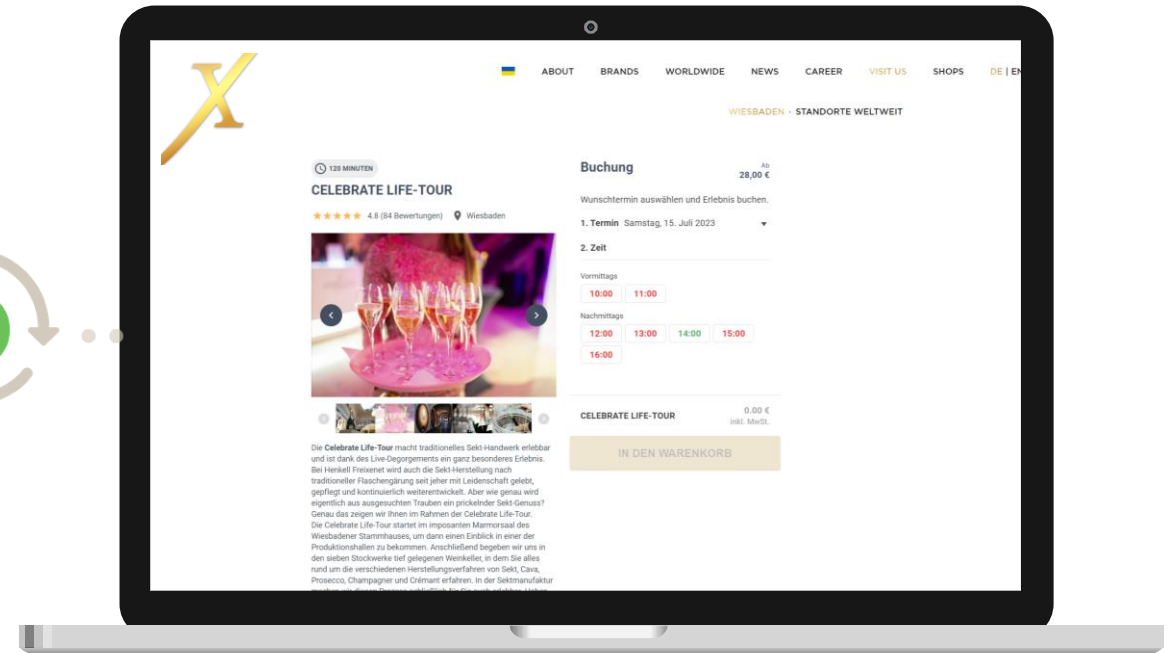 ABOUT BRANDS WORLDWIDE NEWS CAREER VISIT US SHOPS DE | EN
WIESBADEN • STANDORTE WELTWEIT
120 MINUTEN
CELEBRATE LIFE-TOUR
4.8 (84 Bewertungen) Wiesbaden
Die Celebrate Life-Tour macht traditionelles Sekt-Handwerk erlebbar
und ist dank des Live-Degorgements ein ganz besonderes Erlebnis.
Bei Henkell Freixenet wird auch die Sekt-Herstellung nach
traditioneller Flaschengärung seit jeher mit Leidenschaft gelebt,
gepflegt und kontinuierlich weiterentwickelt. Aber wie genau wird
eigentlich aus ausgesuchten Trauben ein prickelnder Sekt-Genuss?
Genau das zeigen wir Ihnen im Rahmen der Celebrate Life-Tour.
Die Celebrate Life-Tour startet im imposanten Marmorsaal des
Wiesbadener Stammhauses, um dann einen Einblick in einer der
Produktionshallen zu bekommen. Anschließend begeben wir uns in
den sieben Stockwerke tief gelegenen Weinkeller, in dem Sie alles
rund um die verschiedenen Herstellungsverfahren von Sekt, Cava,
Prosecco, Champagner und Crémant erfahren. In der Sektmanufaktur
Buchung
Ab
28,00 €
Wunschtermin auswählen und Erlebnis buchen.
1. Termin Samstag, 15. Juli 2023
2. Zeit
Vormittags
10:00 11:00
Nachmittags
12:00 13:00 14:00 15:00
16:00
CELEBRATE LIFE-TOUR 0.00 €
inkl. MwSt.
IN DEN WARENKORB